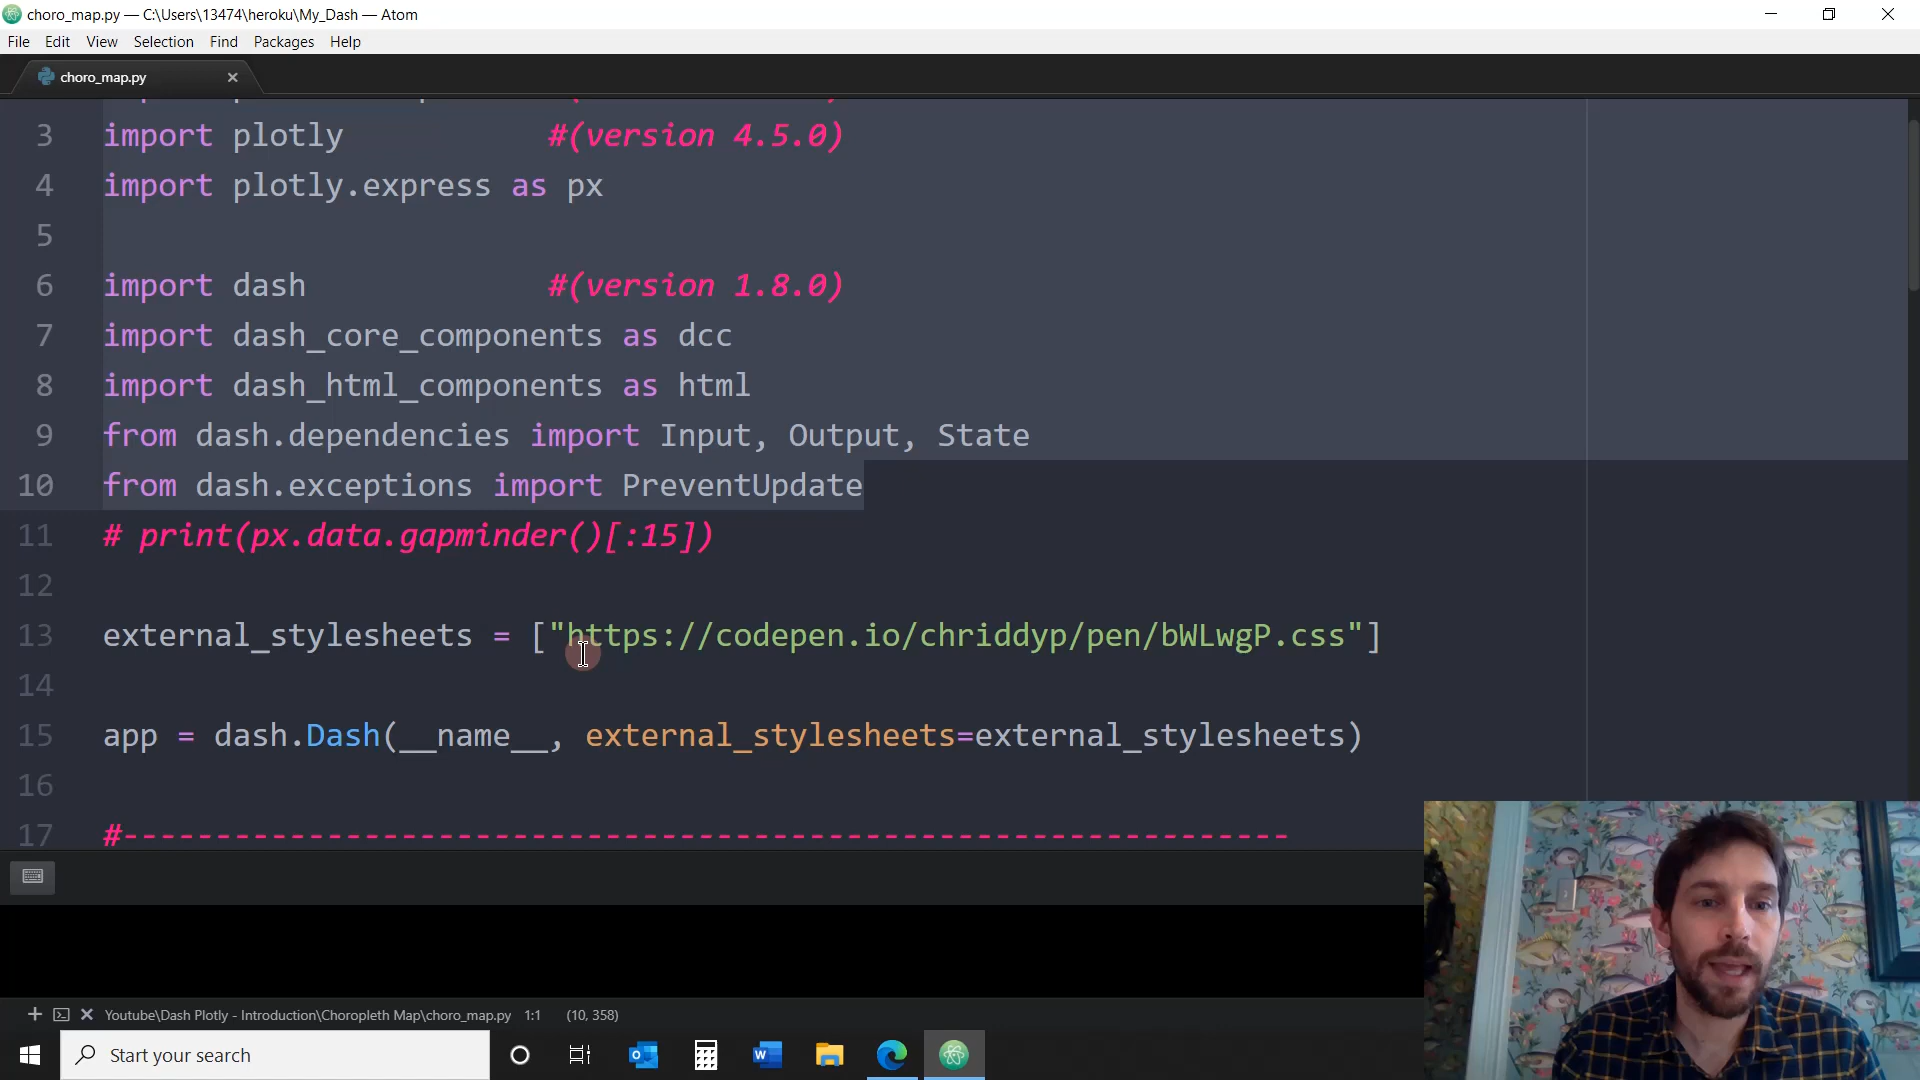 choro_map.py — C:\Users\13474\heroku\My_Dash — Atom
File Edit View Selection Find Packages Help
choro_map.py
3 import plotly #(version 4.5.0)
4 import plotly.express as px
5
6 import dash #(version 1.8.0)
7 import dash_core_components as dcc
8 import dash_html_components as html
9 from dash.dependencies import Input, Output, State
10 from dash.exceptions import PreventUpdate
11 # print(px.data.gapminder()[:15])
12
13 external_stylesheets = ["https://codepen.io/chriddyp/pen/bWLwgP.css"]
14
15 app = dash.Dash(__name__, external_stylesheets=external_stylesheets)
16
17 #---------------------------------------------------------------
Youtube\Dash Plotly - Introduction\Choropleth Map\choro_map.py 1:1 (10, 358)
Start your search